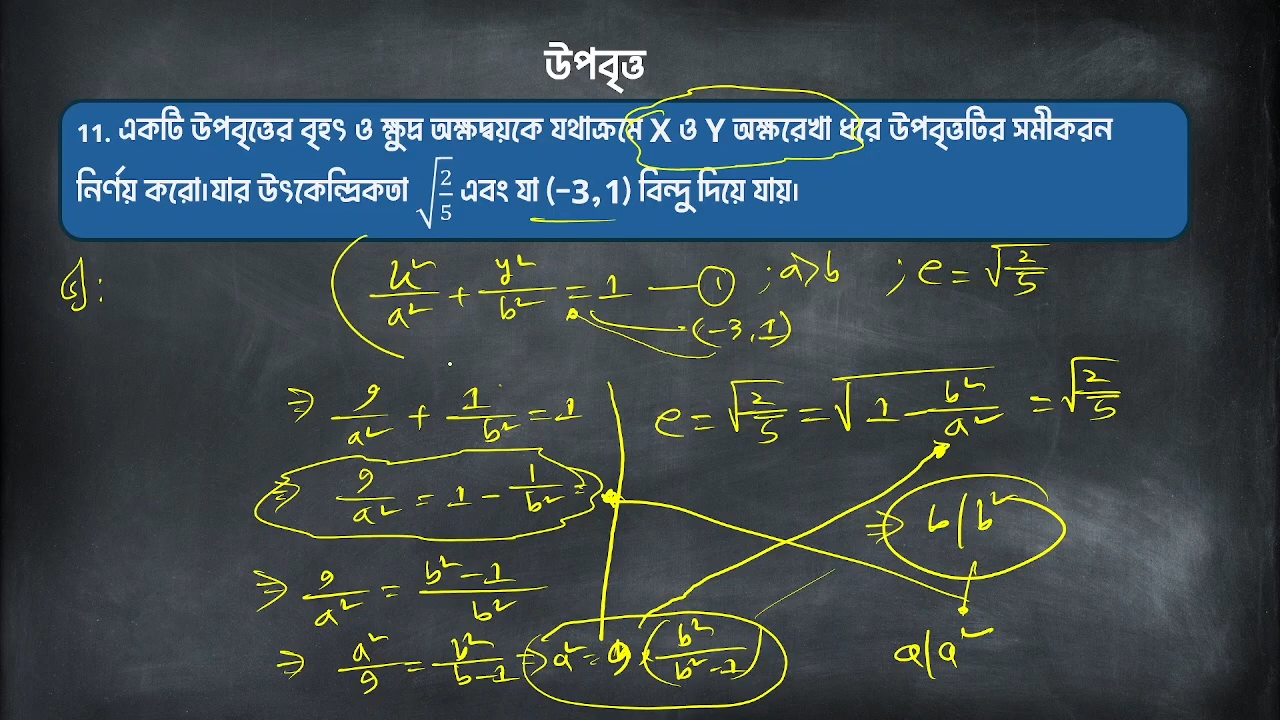 উপবৃত্ত
11. একটি উপবৃত্তের বৃহৎ ও ক্ষুদ্র অক্ষদ্বয়কে যথাক্রমে X ও Y অক্ষরেখা ধরে উপবৃত্তটির সমীকরন
নির্ণয় করো।যার উৎকেন্দ্রিকতা √(2/5) এবং যা (−3,1) বিন্দু দিয়ে যায়।
x²/a² + y²/b² = 1 — ① ; a>b ; e = √(2/5)
(−3, 1)
⇒ 9/a² + 1/b² = 1
e = √(2/5) = √(1 − b²/a²) = √(2/5)
⇒ 9/a² = 1 − 1/b²
⇒ b/b²
⇒ 9/a² = (b²−1)/b²
⇒ a²/9 = b²/(b−1) ⇒ a² = 9 · (b²/(b²−1))
a/a²